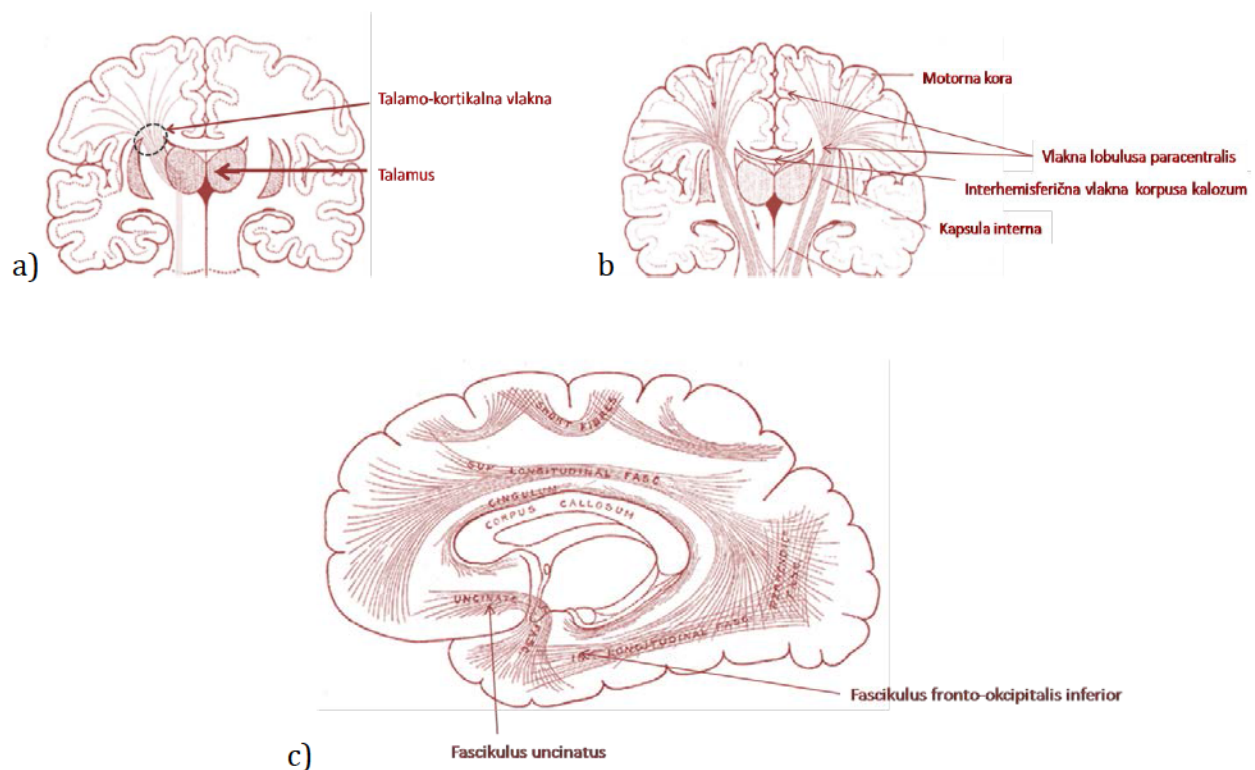 Talamo-kortikalna vlakna
Talamus
a)
Motorna kora
Vlakna lobulusa paracentralis
Interhemisferična vlakna korpusa kalozum
Kapsula interna
b
SHORT FIBRES
SUP. LONGITUDINAL FASC
CINGULUM
CORPUS CALLOSUM
UNCINATE
FASC
INF. LONGITUDINAL FASC
Fascikulus fronto-okcipitalis inferior
Fascikulus uncinatus
c)